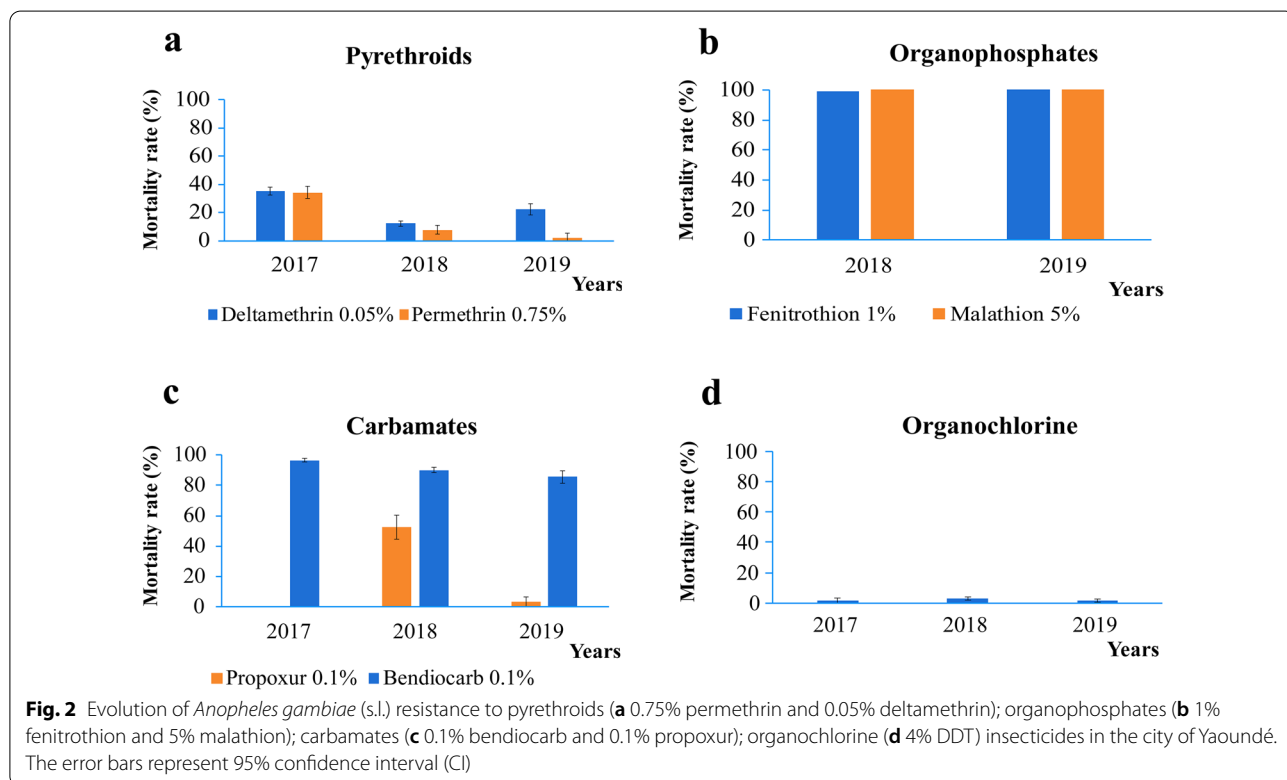 a
Pyrethroids
Mortality rate (%)
100
80
60
40
20
0
2017 2018 2019
Years
Deltamethrin 0.05% Permethrin 0.75%
b
Organophosphates
Mortality rate (%)
100
80
60
40
20
0
2018 2019
Years
Fenitrothion 1% Malathion 5%
c
Carbamates
Mortality rate (%)
100
80
60
40
20
0
2017 2018 2019
Years
Propoxur 0.1% Bendiocarb 0.1%
d
Organochlorine
Mortality rate (%)
100
80
60
40
20
0
2017 2018 2019
Years
Fig. 2 Evolution of Anopheles gambiae (s.l.) resistance to pyrethroids (a 0.75% permethrin and 0.05% deltamethrin); organophosphates (b 1%
fenitrothion and 5% malathion); carbamates (c 0.1% bendiocarb and 0.1% propoxur); organochlorine (d 4% DDT) insecticides in the city of Yaoundé.
The error bars represent 95% confidence interval (CI)